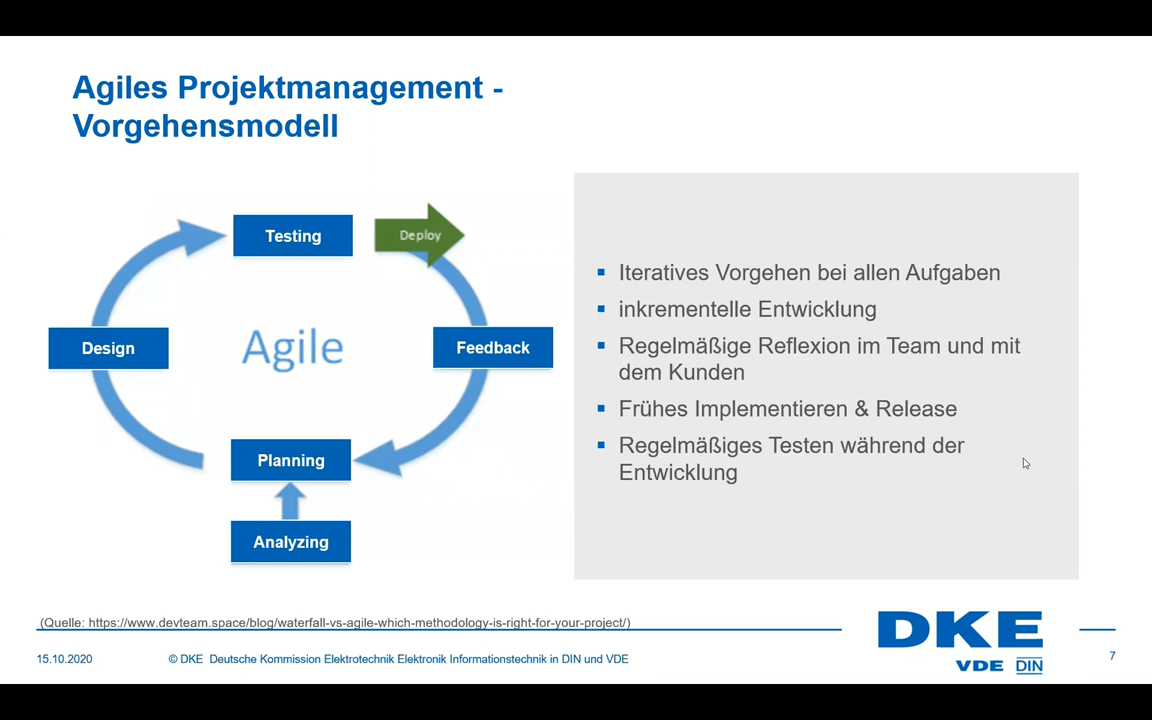 Agiles Projektmanagement -
Vorgehensmodell
Testing
Deploy
Design
Agile
Feedback
Planning
Analyzing
▪ Iteratives Vorgehen bei allen Aufgaben
▪ inkrementelle Entwicklung
▪ Regelmäßige Reflexion im Team und mit
dem Kunden
▪ Frühes Implementieren & Release
▪ Regelmäßiges Testen während der
Entwicklung
(Quelle: https://www.devteam.space/blog/waterfall-vs-agile-which-methodology-is-right-for-your-project/)
15.10.2020
© DKE Deutsche Kommission Elektrotechnik Elektronik Informationstechnik in DIN und VDE
DKE
VDE DIN
7